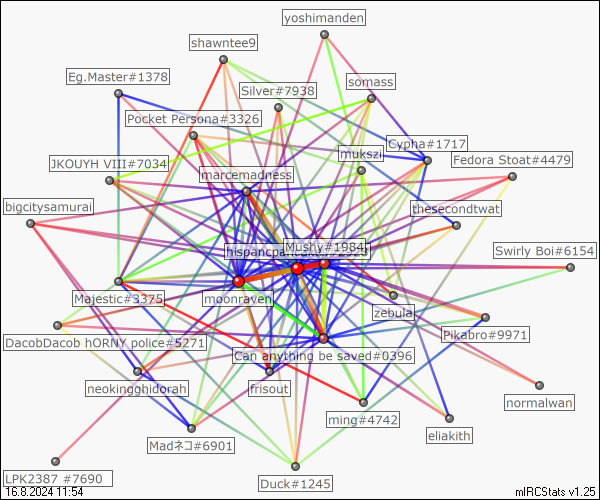 yoshimanden
shawntee9
Eg.Master#1378
somass
Silver#7938
Pocket Persona#3326
Cypha#1717
mukszi
JKOUYH VIII#7034
Fedora Stoat#4479
marcemadness
bigcitysamurai
thesecondtwat
Mushy#1984
Swirly Boi#6154
Majestic#3375
moonraven
zebula
Pikabro#9971
DacobDacob hORNY police#5271
Can anything be saved#0396
neokingghidorah
frisout
normalwan
ming#4742
eliakith
Madネコ#6901
LPK2387 #7690
Duck#1245
16.8.2024 11:54
mIRCStats v1.25